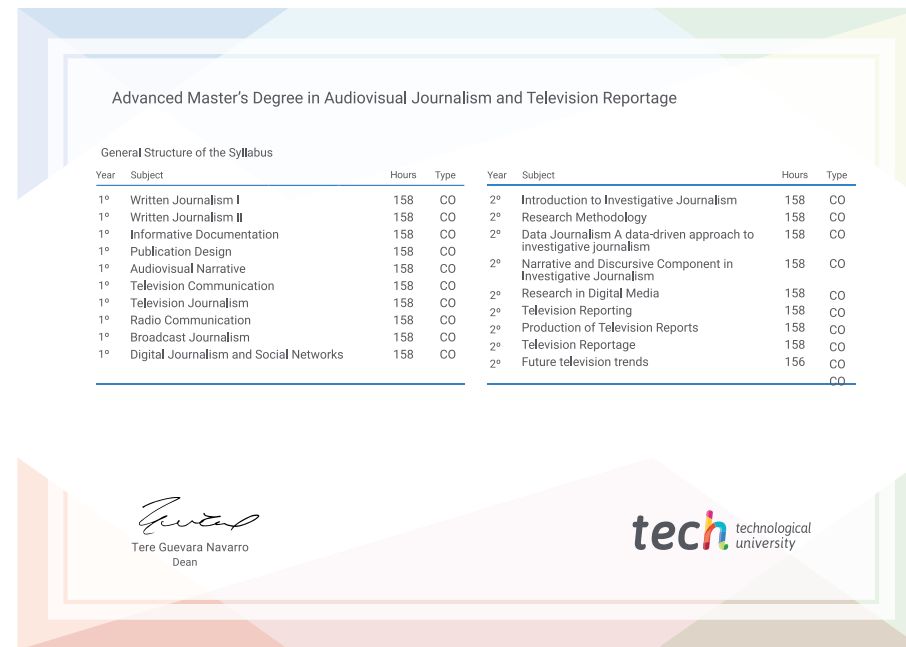 Advanced Master's Degree in Audiovisual Journalism and Television Reportage
General Structure of the Syllabus
Year Subject Hours Type
1º Written Journalism I 158 CO
1º Written Journalism II 158 CO
1º Informative Documentation 158 CO
1º Publication Design 158 CO
1º Audiovisual Narrative 158 CO
1º Television Communication 158 CO
1º Television Journalism 158 CO
1º Radio Communication 158 CO
1º Broadcast Journalism 158 CO
1º Digital Journalism and Social Networks 158 CO
Year Subject Hours Type
2º Introduction to Investigative Journalism 158 CO
2º Research Methodology 158 CO
2º Data Journalism A data-driven approach to 158 CO
investigative journalism
2º Narrative and Discursive Component in 158 CO
Investigative Journalism
2º Research in Digital Media 158 CO
2º Television Reporting 158 CO
2º Production of Television Reports 158 CO
2º Television Reportage 158 CO
2º Future television trends 156 CO
CO
Tere Guevara Navarro
Dean
tech technological
university